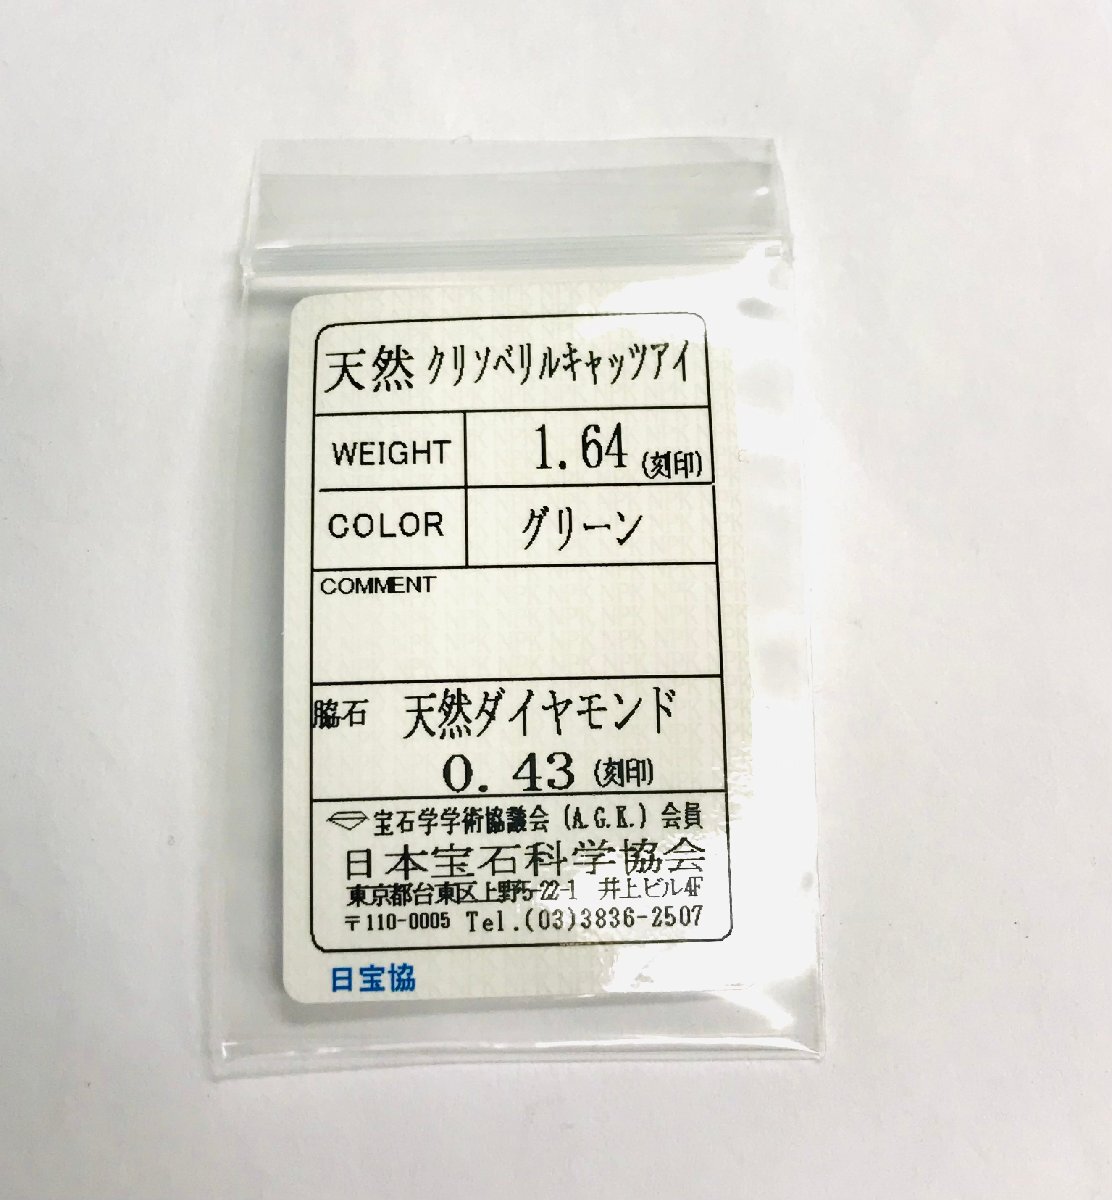 天然 クリソベリルキャッツアイ
WEIGHT 1.64 (刻印)
COLOR グリーン
COMMENT
脇石 天然ダイヤモンド
0.43 (刻印)
宝石学学術協議会 (A.G.K.) 会員
日本宝石科学協会
東京都台東区上野5-22-1 井上ビル4F
〒110-0005 Tel.(03)3836-2507
日宝協